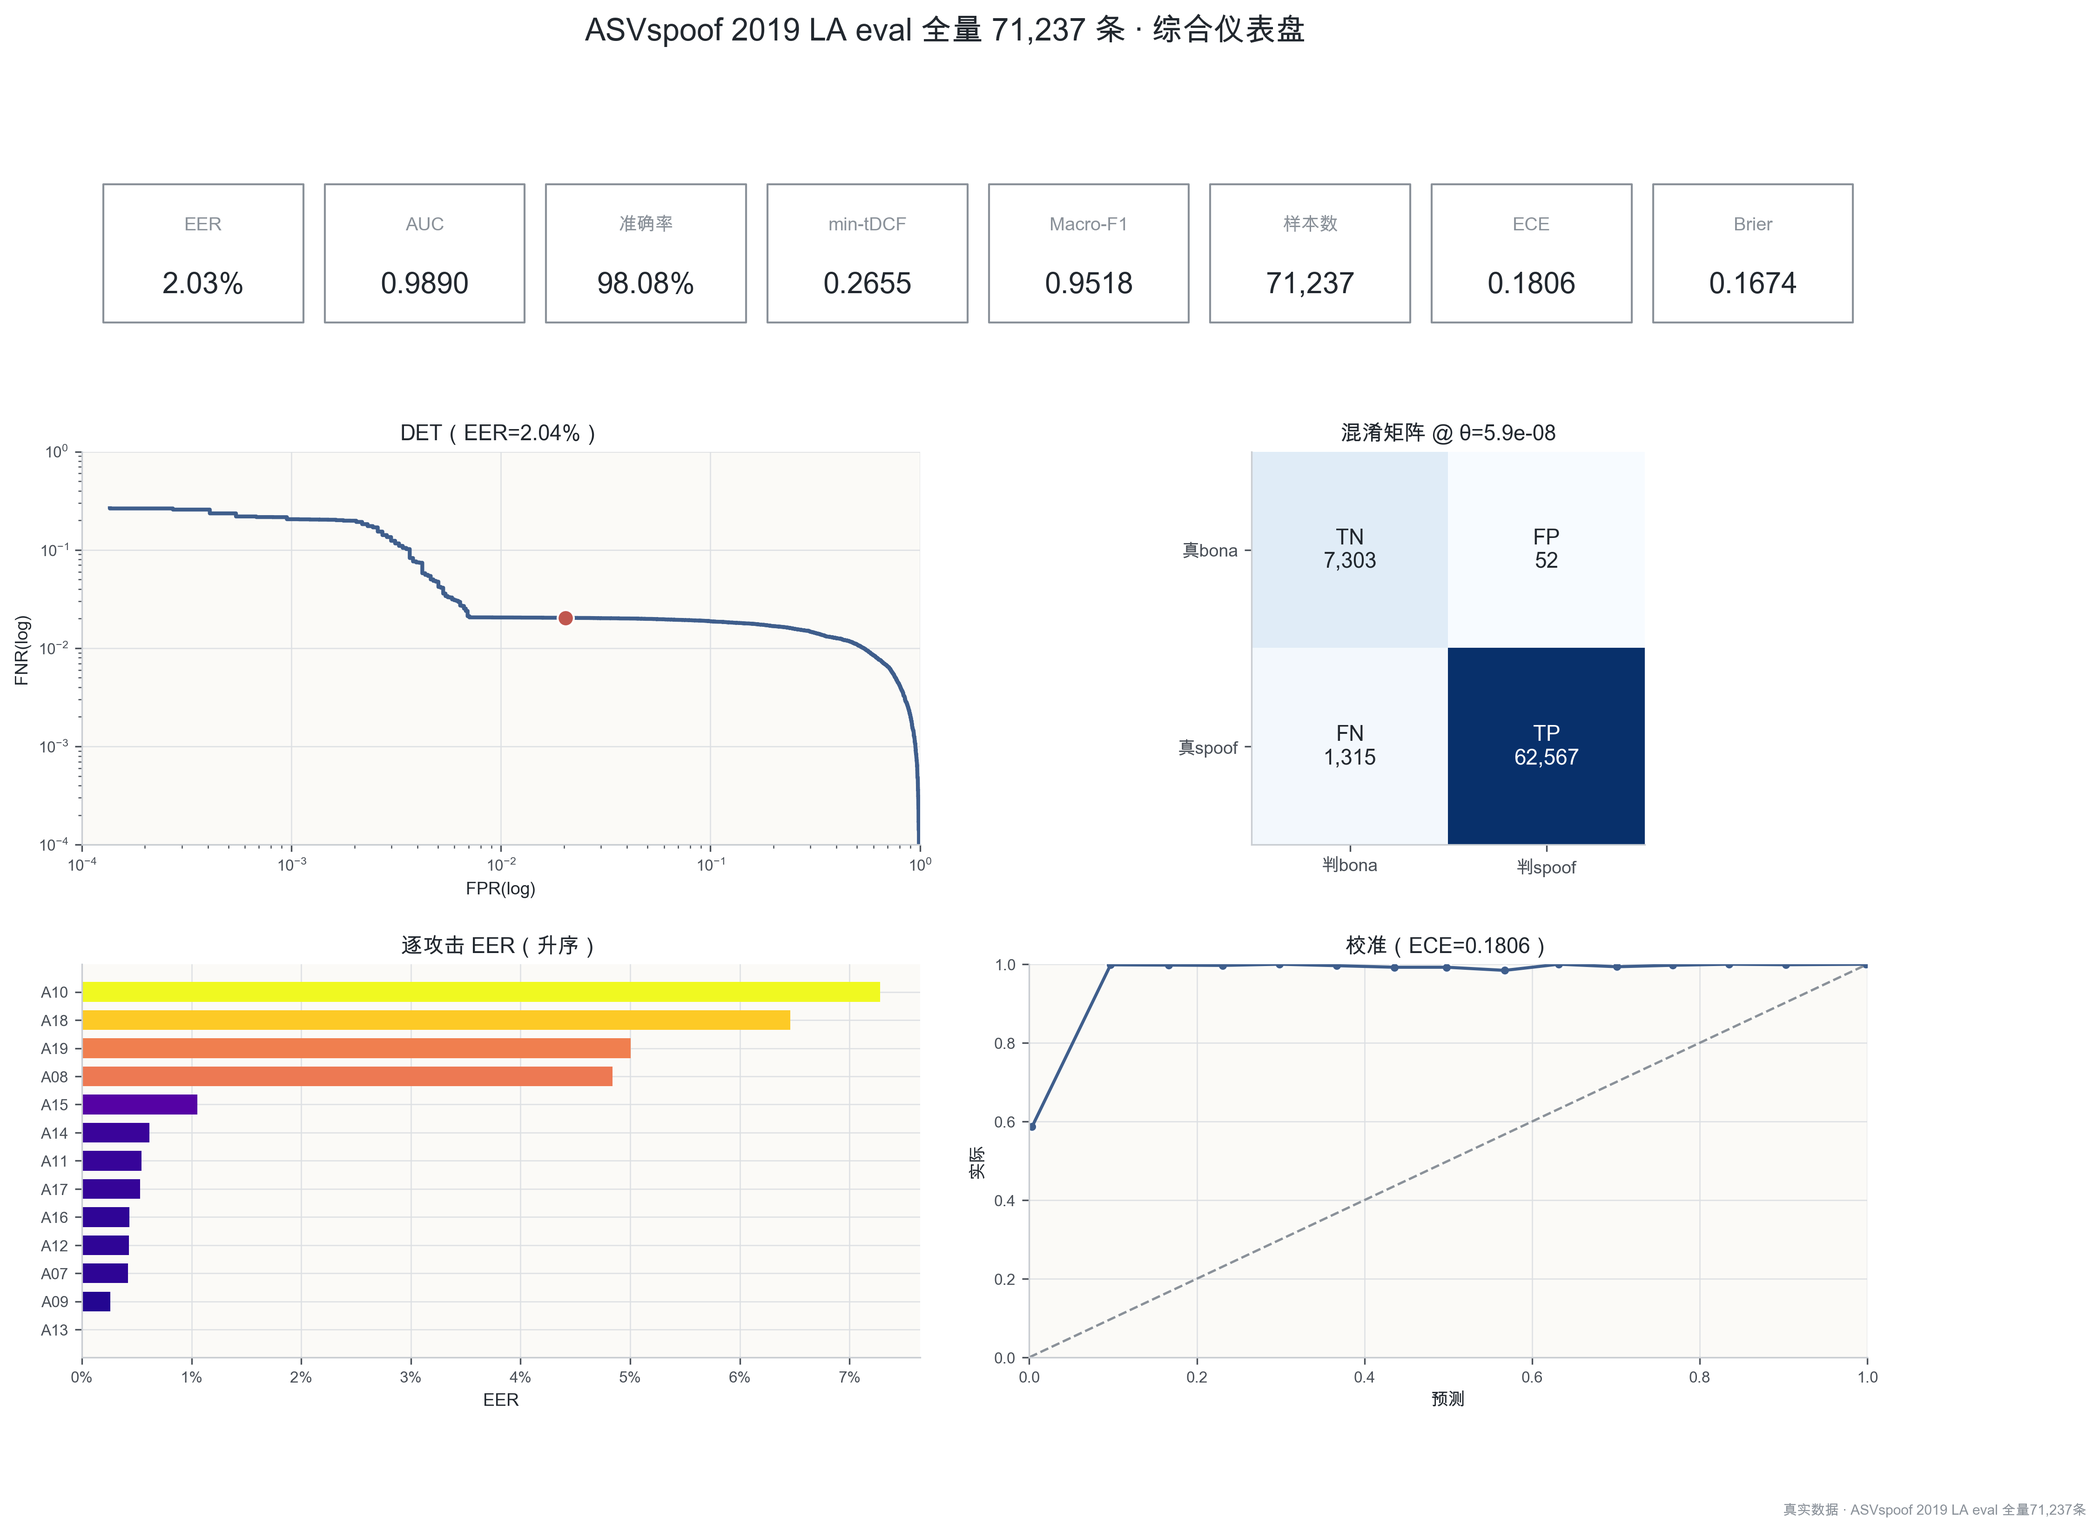 ASVspoof 2019 LA eval 全量 71,237 条 · 综合仪表盘
EER
2.03%
AUC
0.9890
准确率
98.08%
min-tDCF
0.2655
Macro-F1
0.9518
样本数
71,237
ECE
0.1806
Brier
0.1674
DET ( EER=2.04% )
FNR(log)
10⁰
10⁻¹
10⁻²
10⁻³
10⁻⁴
10⁻⁴ 10⁻³ 10⁻² 10⁻¹ 10⁰
FPR(log)
混淆矩阵 @ θ=5.9e-08
真bona
TN
7,303
FP
52
真spoof
FN
1,315
TP
62,567
判bona 判spoof
逐攻击 EER ( 升序 )
A10
A18
A19
A08
A15
A14
A11
A17
A16
A12
A07
A09
A13
0% 1% 2% 3% 4% 5% 6% 7%
EER
校准 ( ECE=0.1806 )
实际
1.0
0.8
0.6
0.4
0.2
0.0
0.0 0.2 0.4 0.6 0.8 1.0
预测
真实数据 · ASVspoof 2019 LA eval 全量71,237条